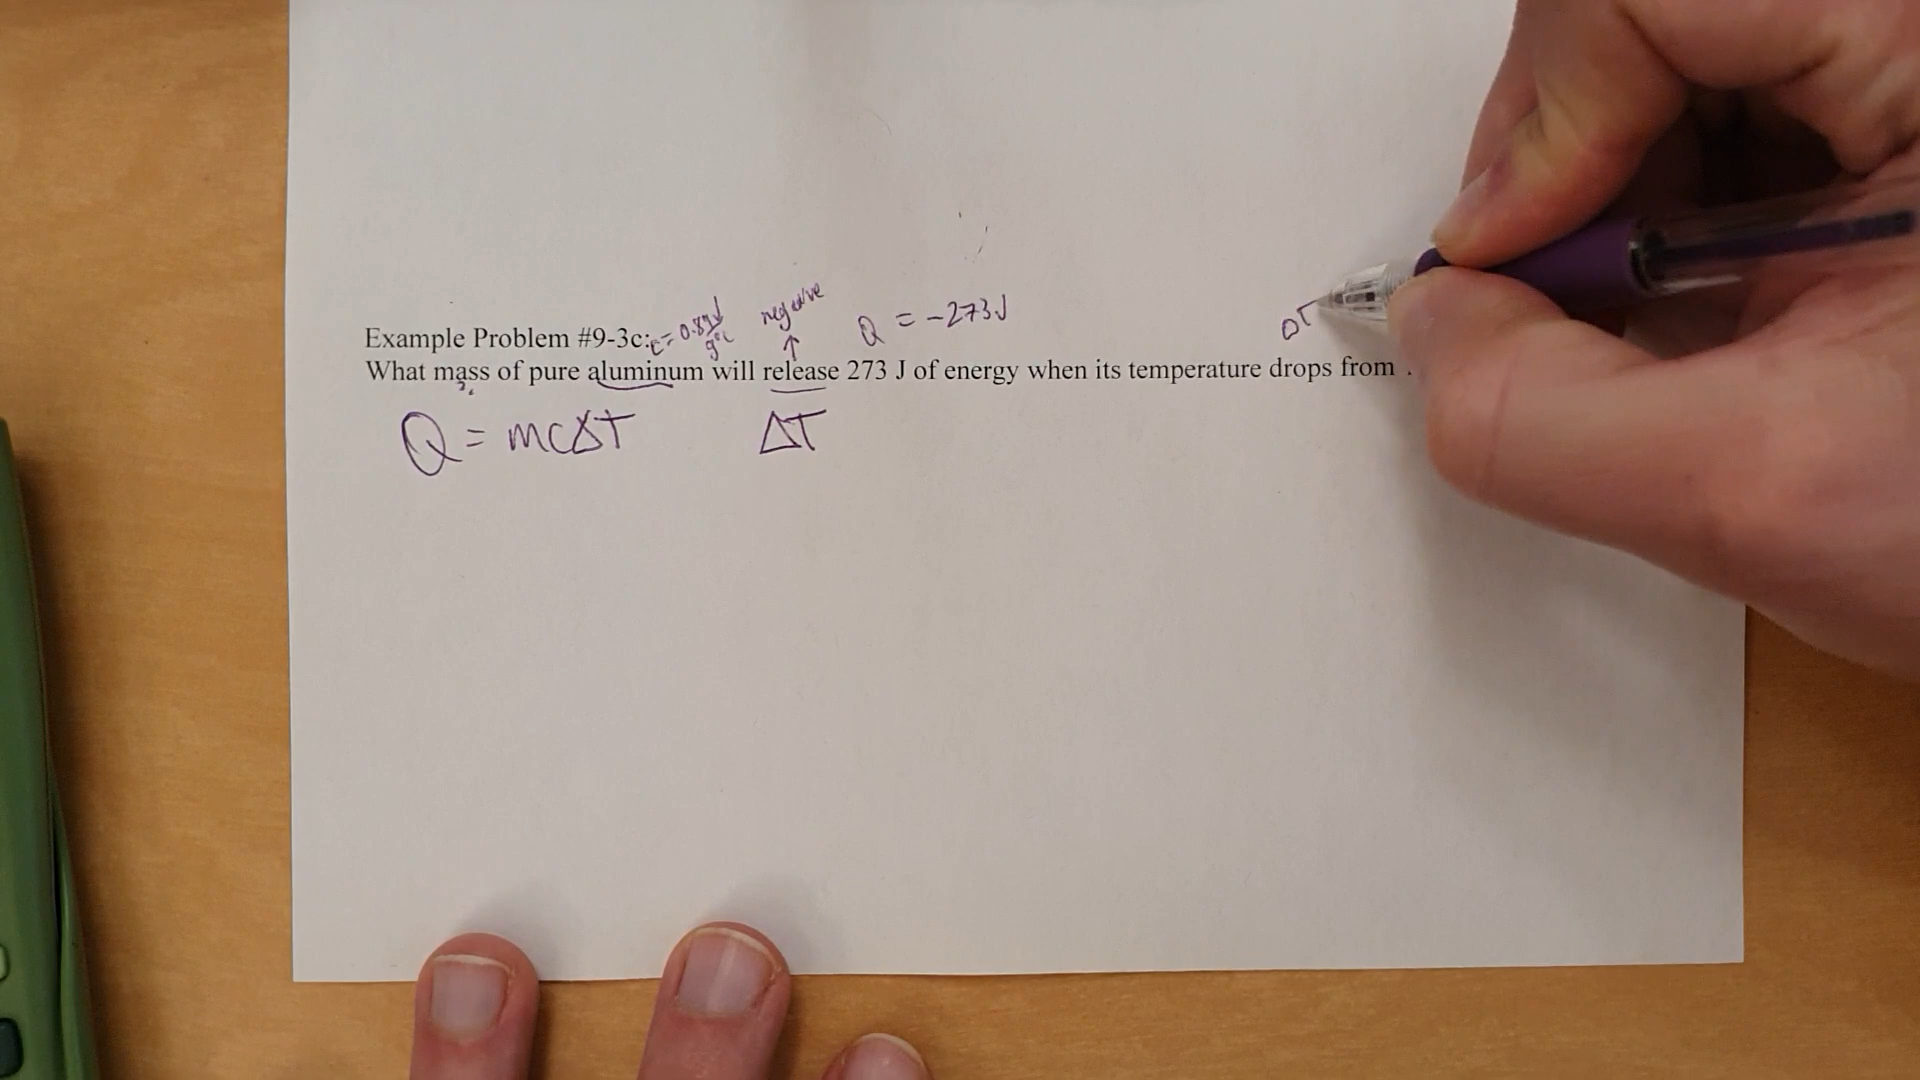 negative
Q = -273J
ΔT
Example Problem #9-3c: c = 0.89 J/g°C
What mass of pure aluminum will release 273 J of energy when its temperature drops from
?
Q = mcΔT ΔT